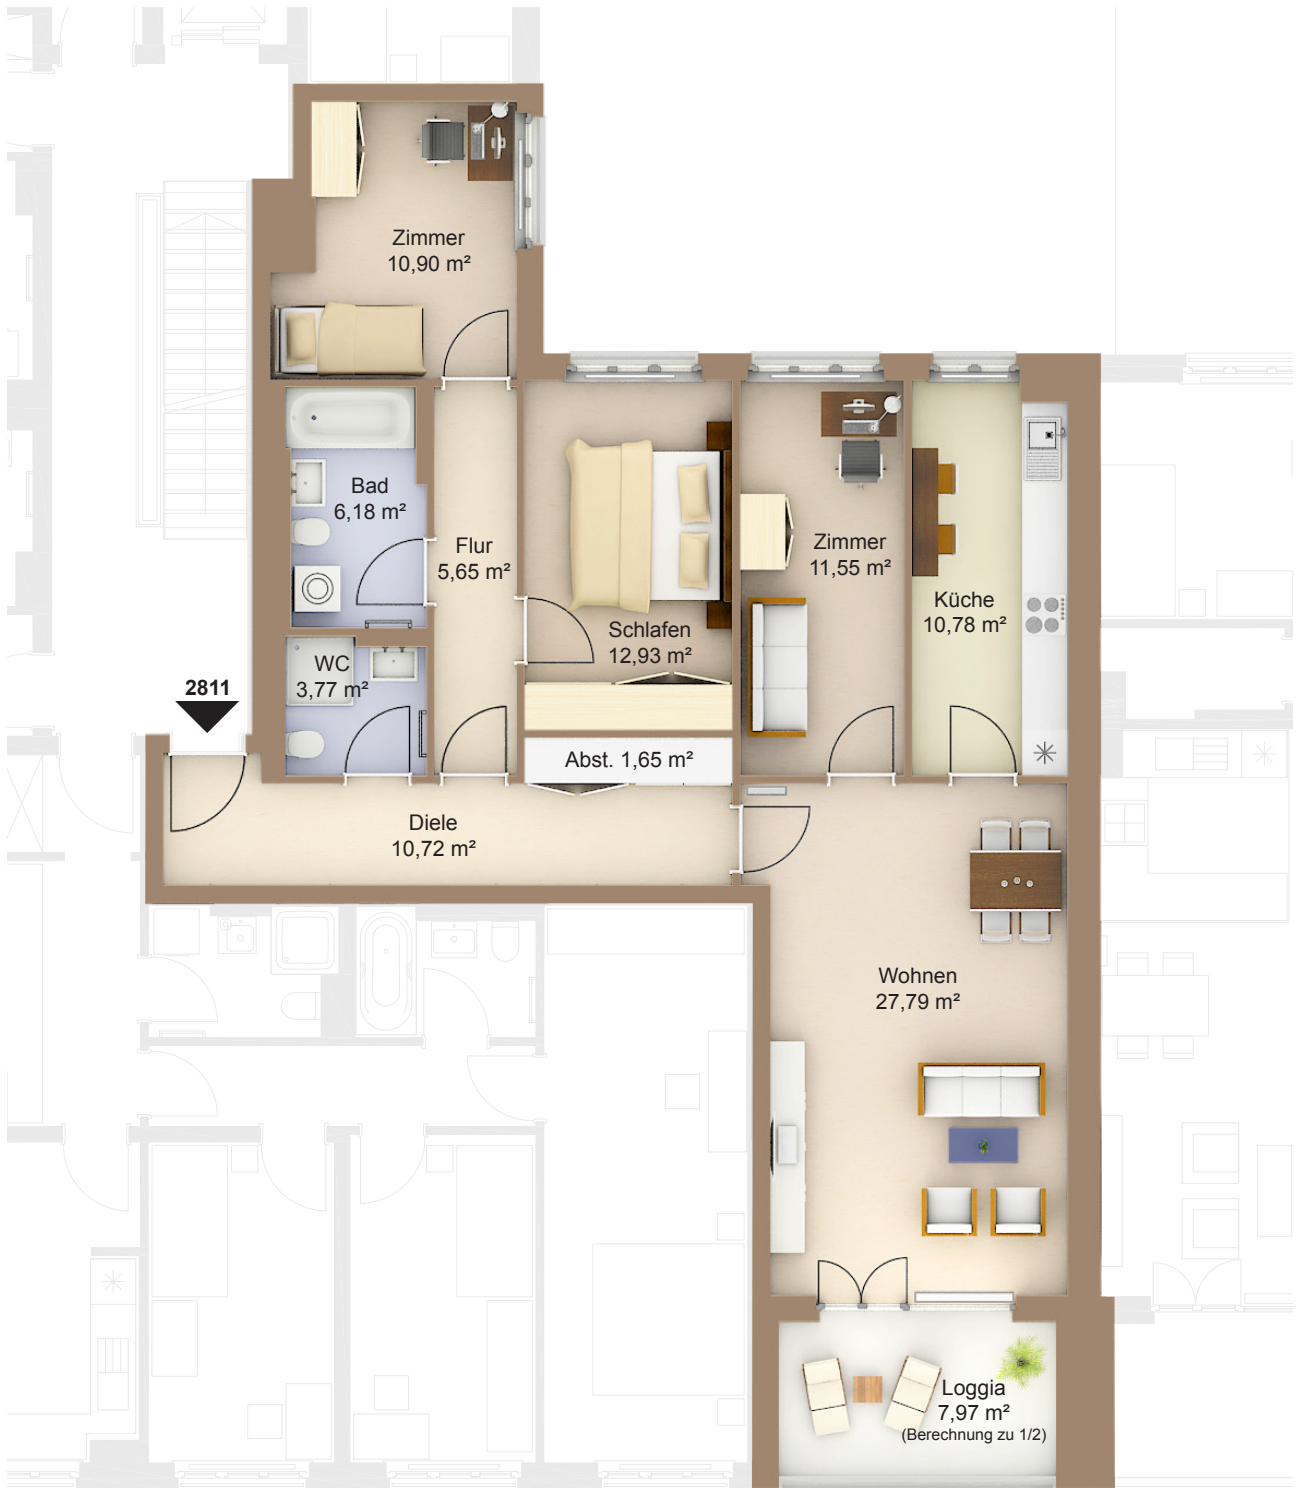 Zimmer
10,90 m²
Bad
6,18 m²
Flur
5,65 m²
Zimmer
11,55 m²
Küche
10,78 m²
Schlafen
12,93 m²
WC
3,77 m²
2811
Abst. 1,65 m²
Diele
10,72 m²
Wohnen
27,79 m²
Loggia
7,97 m²
(Berechnung zu 1/2)